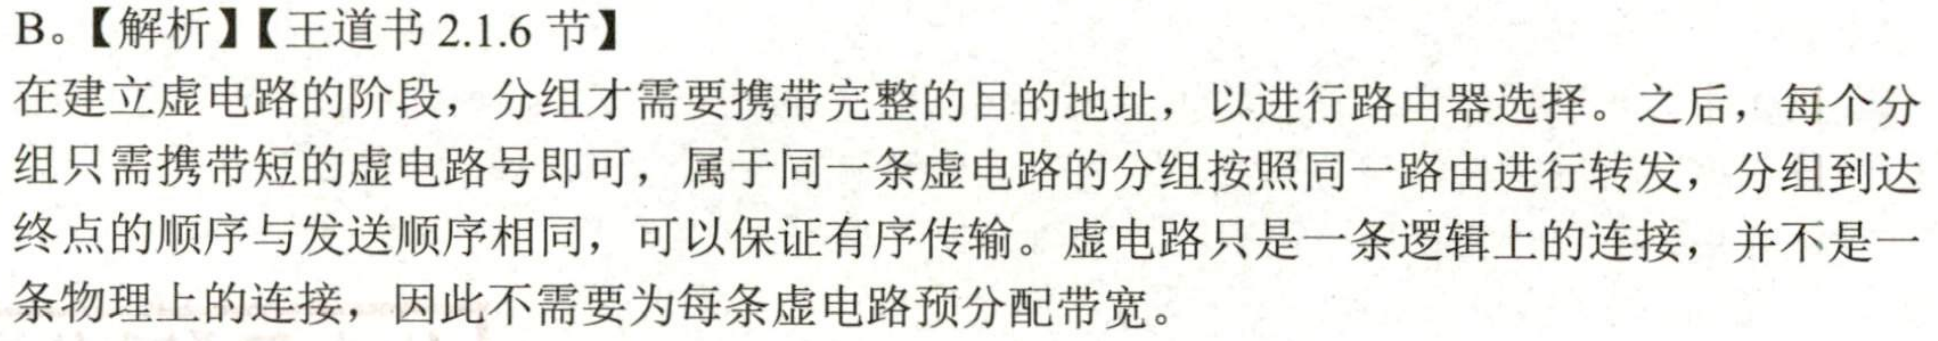 B。【解析】【王道书 2.1.6 节】
在建立虚电路的阶段，分组才需要携带完整的目的地址，以进行路由器选择。之后，每个分
组只需携带短的虚电路号即可，属于同一条虚电路的分组按照同一路由进行转发，分组到达
终点的顺序与发送顺序相同，可以保证有序传输。虚电路只是一条逻辑上的连接，并不是一
条物理上的连接，因此不需要为每条虚电路预分配带宽。